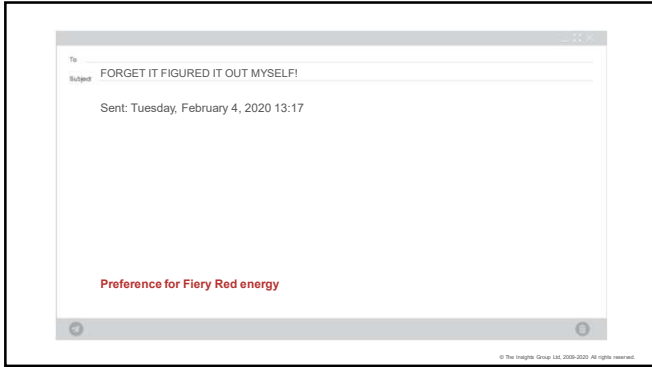 To
Subject FORGET IT FIGURED IT OUT MYSELF!
Sent: Tuesday, February 4, 2020 13:17
Preference for Fiery Red energy
© The Insights Group Ltd, 2009-2020 All rights reserved.